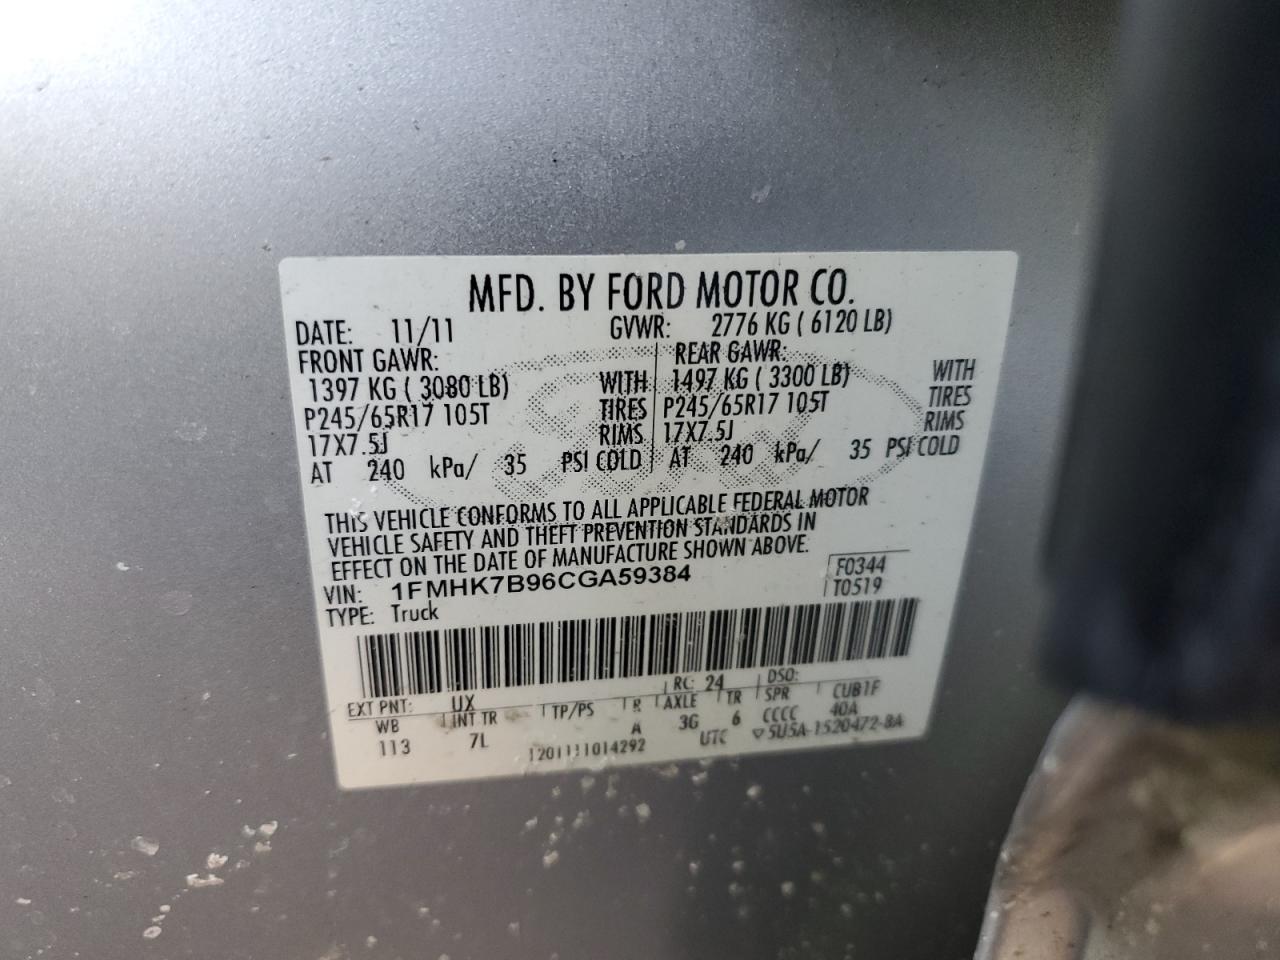 MFD. BY FORD MOTOR CO.
DATE: 11/11 GVWR: 2776 KG ( 6120 LB)
FRONT GAWR: REAR GAWR:
1397 KG ( 3080 LB) WITH 1497 KG ( 3300 LB) WITH
P245/65R17 105T TIRES P245/65R17 105T TIRES
17X7.5J RIMS 17X7.5J RIMS
AT 240 kPa/ 35 PSI COLD AT 240 kPa/ 35 PSI COLD
THIS VEHICLE CONFORMS TO ALL APPLICABLE FEDERAL MOTOR
VEHICLE SAFETY AND THEFT PREVENTION STANDARDS IN
EFFECT ON THE DATE OF MANUFACTURE SHOWN ABOVE.
VIN: 1FMHK7B96CGA59384 F0344
TYPE: Truck T0519
EXT PNT: UX RC: 24 DSO:
WB INT TR TP/PS R AXLE TR SPR CUB1F
113 7L A 3G 6 CCCC 40A
1201111014292 UTC ▽5U5A-1520472-BA